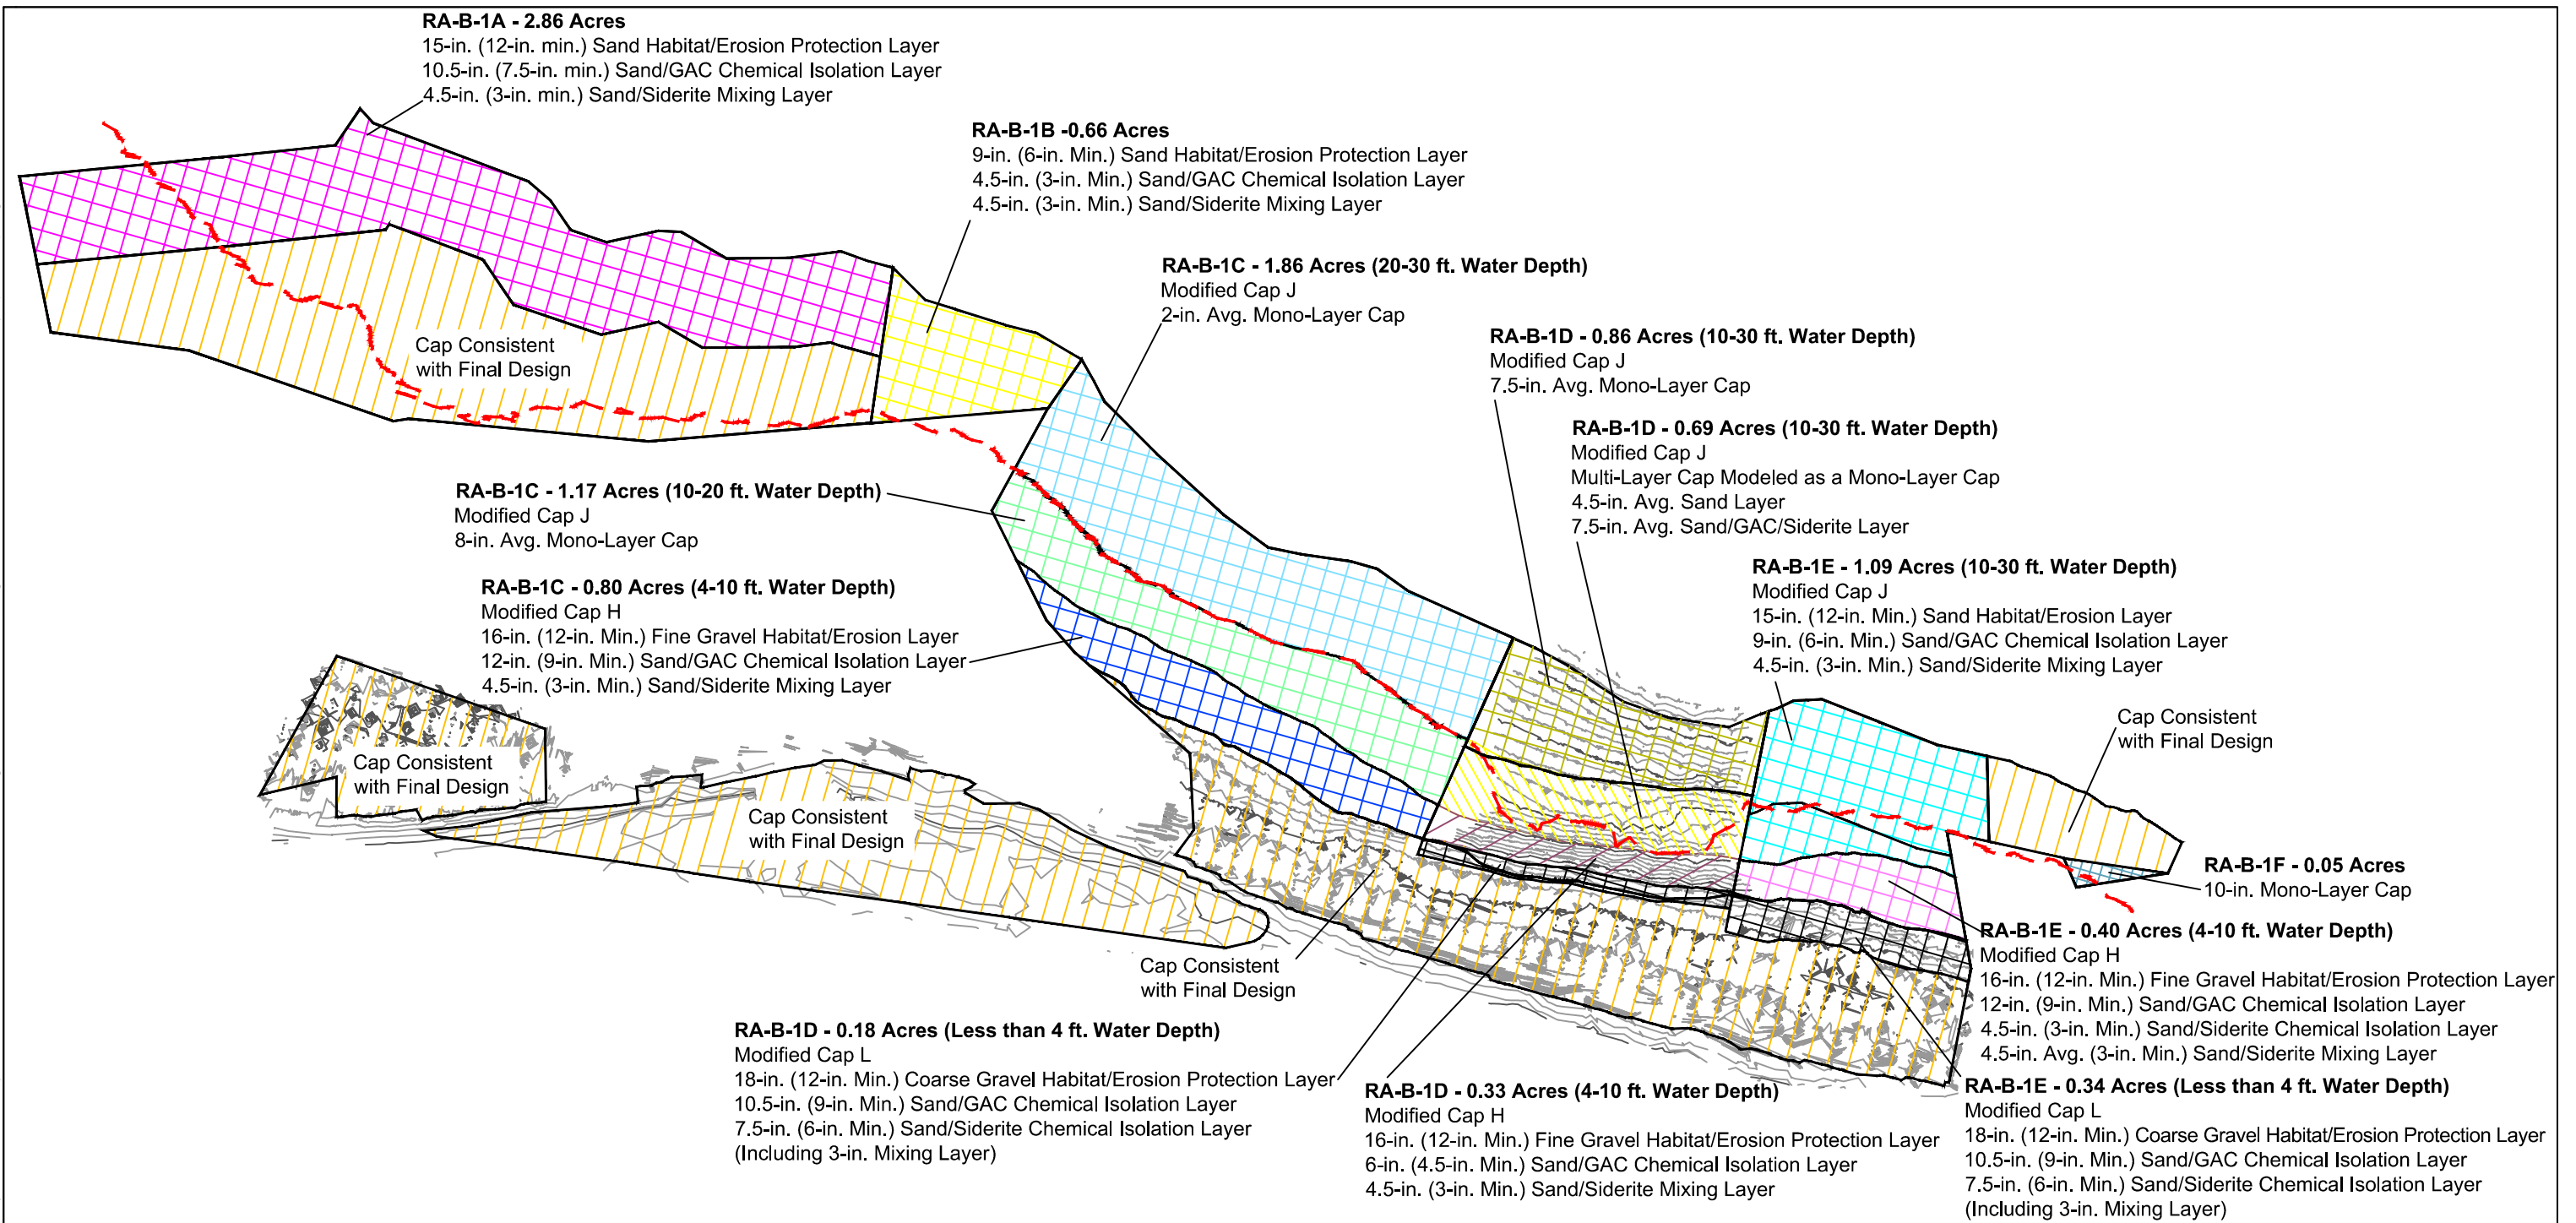 RA-B-1A - 2.86 Acres
15-in. (12-in. min.) Sand Habitat/Erosion Protection Layer
10.5-in. (7.5-in. min.) Sand/GAC Chemical Isolation Layer
4.5-in. (3-in. min.) Sand/Siderite Mixing Layer
RA-B-1B -0.66 Acres
9-in. (6-in. Min.) Sand Habitat/Erosion Protection Layer
4.5-in. (3-in. Min.) Sand/GAC Chemical Isolation Layer
4.5-in. (3-in. Min.) Sand/Siderite Mixing Layer
RA-B-1C - 1.86 Acres (20-30 ft. Water Depth)
Modified Cap J
2-in. Avg. Mono-Layer Cap
RA-B-1D - 0.86 Acres (10-30 ft. Water Depth)
Modified Cap J
7.5-in. Avg. Mono-Layer Cap
Cap Consistent
with Final Design
RA-B-1D - 0.69 Acres (10-30 ft. Water Depth)
Modified Cap J
Multi-Layer Cap Modeled as a Mono-Layer Cap
4.5-in. Avg. Sand Layer
7.5-in. Avg. Sand/GAC/Siderite Layer
RA-B-1C - 1.17 Acres (10-20 ft. Water Depth)
Modified Cap J
8-in. Avg. Mono-Layer Cap
RA-B-1E - 1.09 Acres (10-30 ft. Water Depth)
Modified Cap J
15-in. (12-in. Min.) Sand Habitat/Erosion Layer
9-in. (6-in. Min.) Sand/GAC Chemical Isolation Layer
4.5-in. (3-in. Min.) Sand/Siderite Mixing Layer
RA-B-1C - 0.80 Acres (4-10 ft. Water Depth)
Modified Cap H
16-in. (12-in. Min.) Fine Gravel Habitat/Erosion Layer
12-in. (9-in. Min.) Sand/GAC Chemical Isolation Layer
4.5-in. (3-in. Min.) Sand/Siderite Mixing Layer
Cap Consistent
with Final Design
Cap Consistent
with Final Design
Cap Consistent
with Final Design
RA-B-1F - 0.05 Acres
10-in. Mono-Layer Cap
Cap Consistent
with Final Design
RA-B-1E - 0.40 Acres (4-10 ft. Water Depth)
Modified Cap H
16-in. (12-in. Min.) Fine Gravel Habitat/Erosion Protection Layer
12-in. (9-in. Min.) Sand/GAC Chemical Isolation Layer
4.5-in. (3-in. Min.) Sand/Siderite Chemical Isolation Layer
4.5-in. Avg. (3-in. Min.) Sand/Siderite Mixing Layer
RA-B-1D - 0.18 Acres (Less than 4 ft. Water Depth)
Modified Cap L
18-in. (12-in. Min.) Coarse Gravel Habitat/Erosion Protection Layer
10.5-in. (9-in. Min.) Sand/GAC Chemical Isolation Layer
7.5-in. (6-in. Min.) Sand/Siderite Chemical Isolation Layer
(Including 3-in. Mixing Layer)
RA-B-1D - 0.33 Acres (4-10 ft. Water Depth)
Modified Cap H
16-in. (12-in. Min.) Fine Gravel Habitat/Erosion Protection Layer
6-in. (4.5-in. Min.) Sand/GAC Chemical Isolation Layer
4.5-in. (3-in. Min.) Sand/Siderite Mixing Layer
RA-B-1E - 0.34 Acres (Less than 4 ft. Water Depth)
Modified Cap L
18-in. (12-in. Min.) Coarse Gravel Habitat/Erosion Protection Layer
10.5-in. (9-in. Min.) Sand/GAC Chemical Isolation Layer
7.5-in. (6-in. Min.) Sand/Siderite Chemical Isolation Layer
(Including 3-in. Mixing Layer)